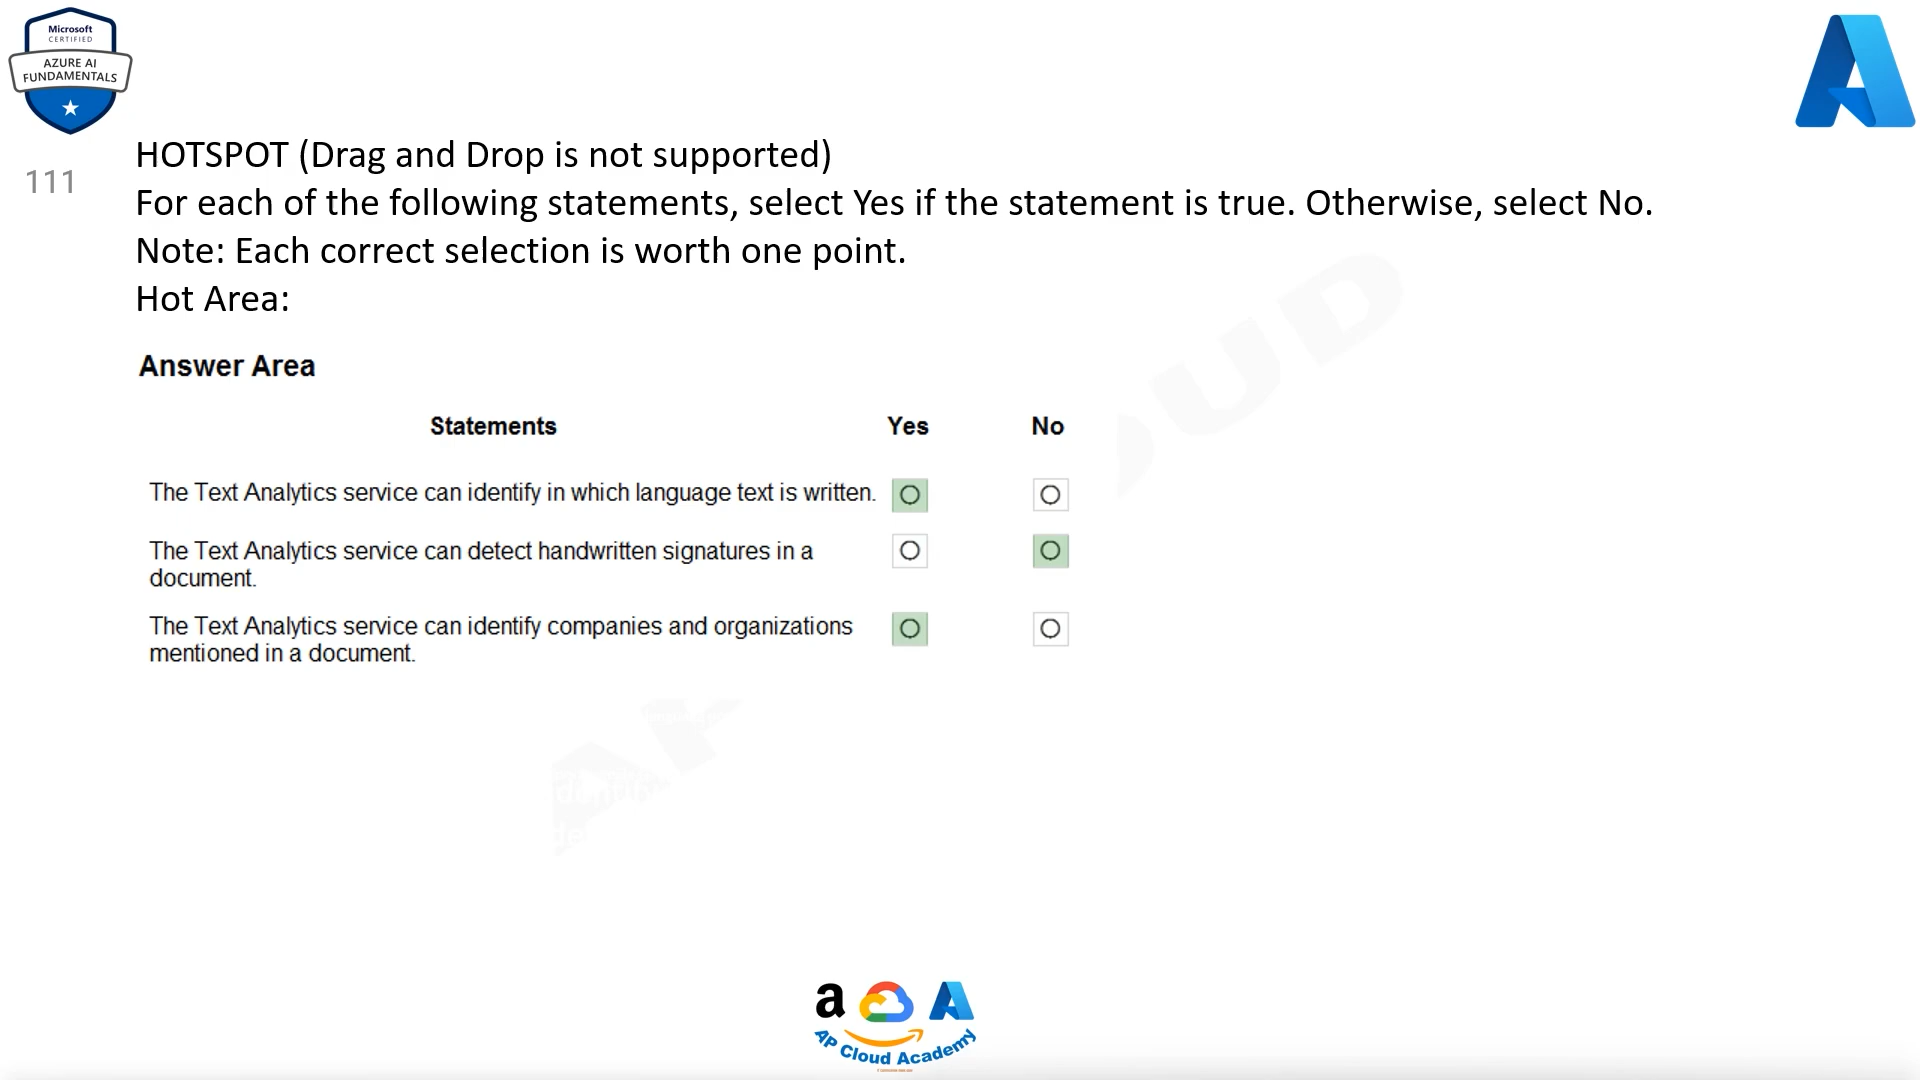 Microsoft
CERTIFIED
AZURE AI
FUNDAMENTALS
111
HOTSPOT (Drag and Drop is not supported)
For each of the following statements, select Yes if the statement is true. Otherwise, select No.
Note: Each correct selection is worth one point.
Hot Area:
Answer Area
Statements Yes No
The Text Analytics service can identify in which language text is written.
The Text Analytics service can detect handwritten signatures in a
document.
The Text Analytics service can identify companies and organizations
mentioned in a document.
a
AP Cloud Academy